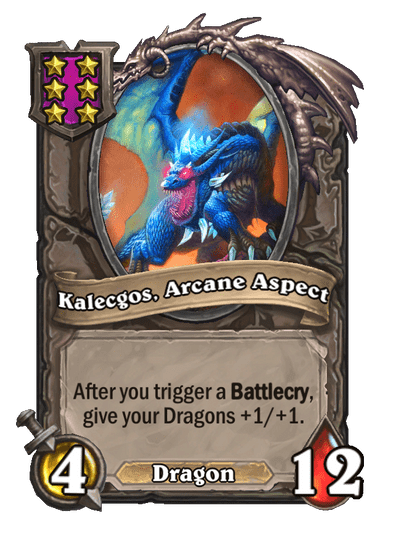 Kalecgos, Arcane Aspect
After you trigger a Battlecry,
give your Dragons +1/+1.
4
Dragon
12